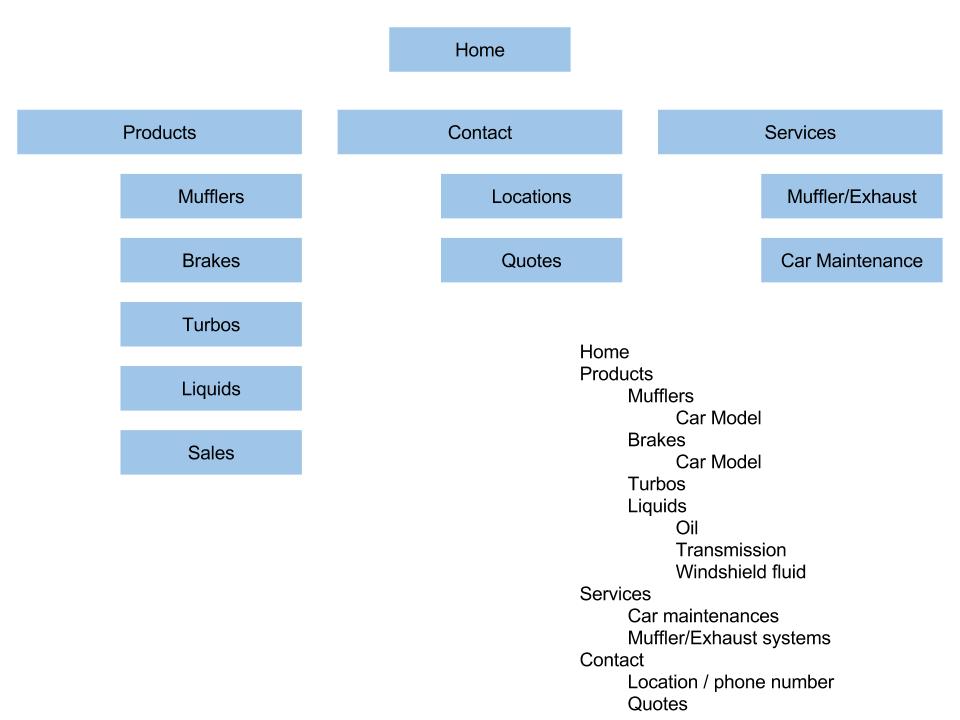 Home
Products
Contact
Services
Mufflers
Locations
Muffler/Exhaust
Brakes
Quotes
Car Maintenance
Turbos
Liquids
Sales
Home
Products
Mufflers
Car Model
Brakes
Car Model
Turbos
Liquids
Oil
Transmission
Windshield fluid
Services
Car maintenances
Muffler/Exhaust systems
Contact
Location / phone number
Quotes